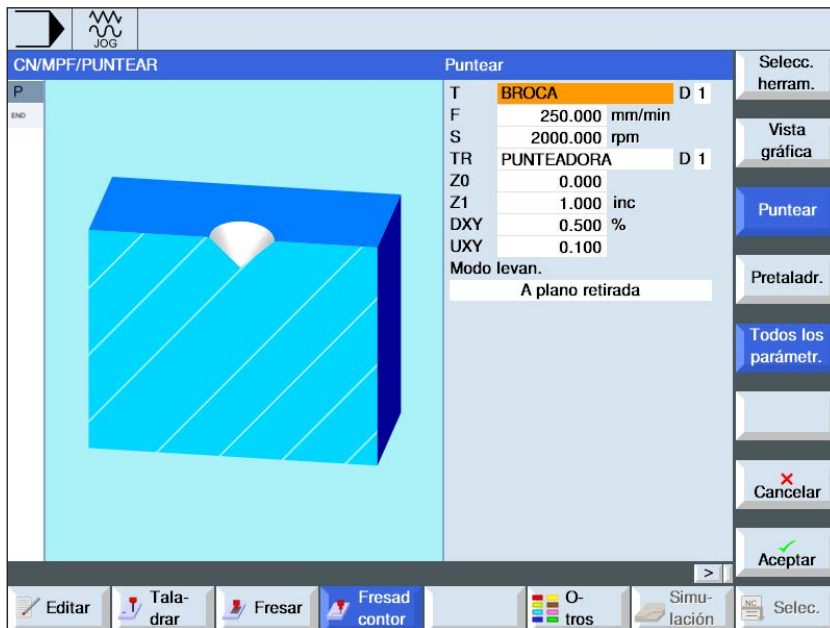 JOG
CN/MPF/PUNTEAR
Puntear
P
END
T BROCA D 1
F 250.000 mm/min
S 2000.000 rpm
TR PUNTEADORA D 1
Z0 0.000
Z1 1.000 inc
DXY 0.500 %
UXY 0.100
Modo levan.
A plano retirada
>
Selecc.
herram.
Vista
gráfica
Puntear
Pretaladr.
Todos los
parámetr.
Cancelar
Aceptar
Editar
Tala-
drar
Fresar
Fresad
contor
O-
tros
Simu-
lación
NC
Selec.